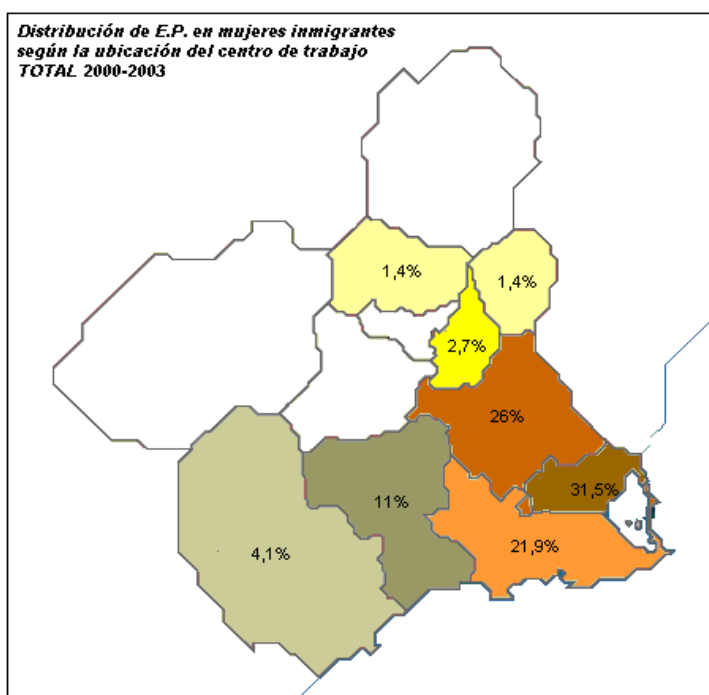 Distribución de E.P. en mujeres inmigrantes
según la ubicación del centro de trabajo
TOTAL 2000-2003
1,4%
1,4%
2,7%
26%
31,5%
11%
21,9%
4,1%